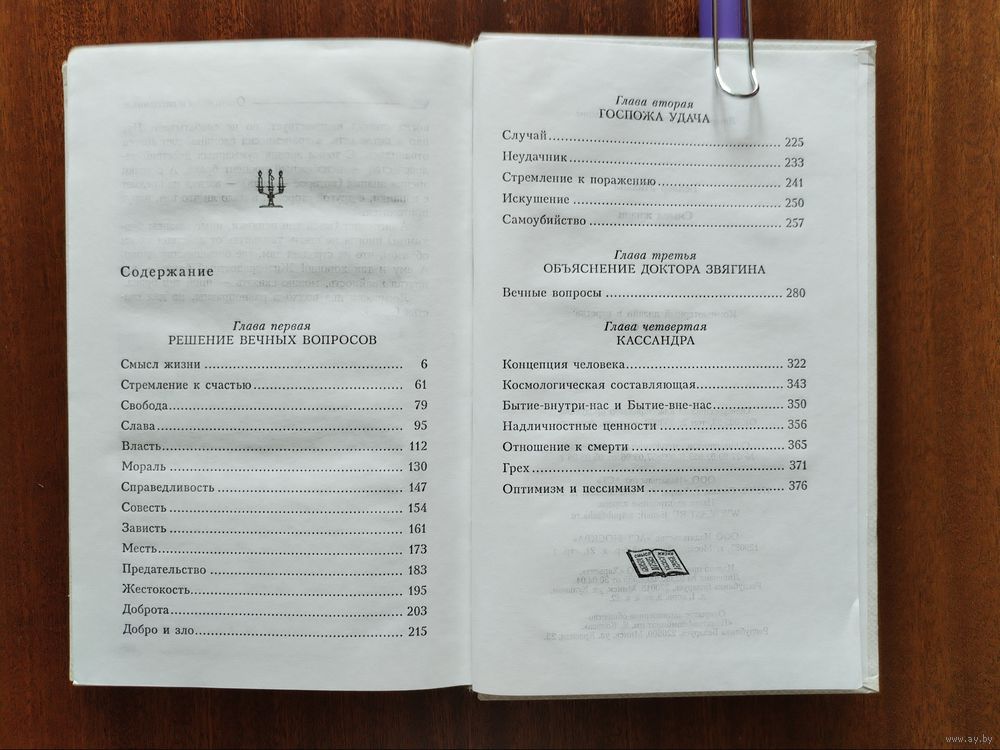 Содержание
Глава первая
РЕШЕНИЕ ВЕЧНЫХ ВОПРОСОВ
Смысл жизни ........ 6
Стремление к счастью ........ 61
Свобода ........ 79
Слава ........ 95
Власть ........ 112
Мораль ........ 130
Справедливость ........ 147
Совесть ........ 154
Зависть ........ 161
Месть ........ 173
Предательство ........ 183
Жестокость ........ 195
Доброта ........ 203
Добро и зло ........ 215
Глава вторая
ГОСПОЖА УДАЧА
Случай ........ 225
Неудачник ........ 233
Стремление к поражению ........ 241
Искушение ........ 250
Самоубийство ........ 257
Глава третья
ОБЪЯСНЕНИЕ ДОКТОРА ЗВЯГИНА
Вечные вопросы ........ 280
Глава четвертая
КАССАНДРА
Концепция человека ........ 322
Космологическая составляющая ........ 343
Бытие-внутри-нас и Бытие-вне-нас ........ 350
Надличностные ценности ........ 356
Отношение к смерти ........ 365
Грех ........ 371
Оптимизм и пессимизм ........ 376
www.ay.by